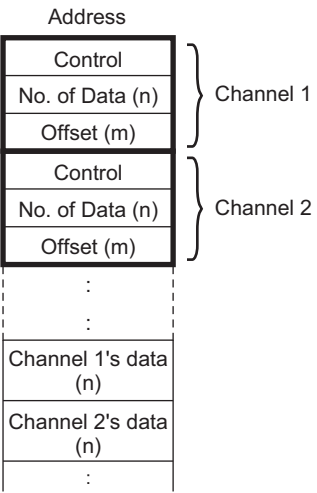 Address
Control
No. of Data (n)
Offset (m)
Channel 1
Control
No. of Data (n)
Offset (m)
Channel 2
:
:
Channel 1's data
(n)
Channel 2's data
(n)
: